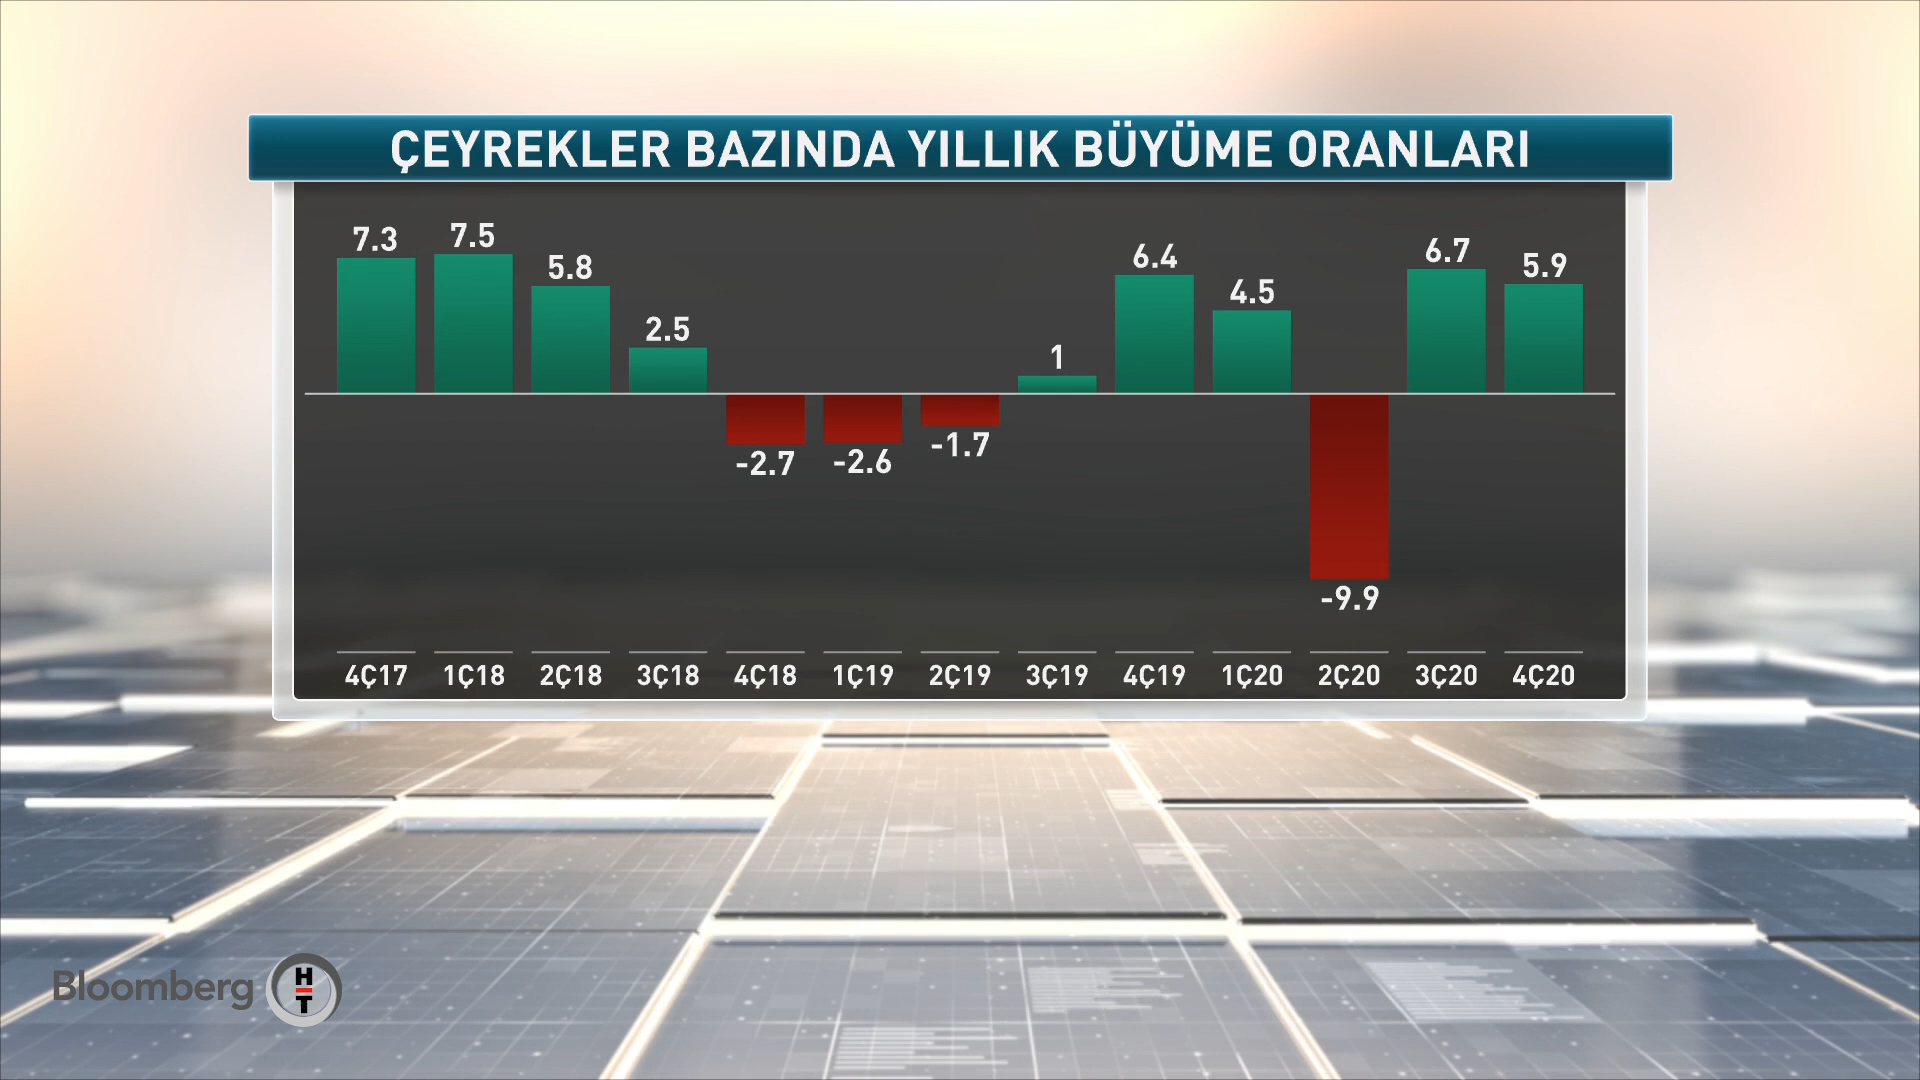 ÇEYREKLER BAZINDA YILLIK BÜYÜME ORANLARI
7.3 7.5 5.8 2.5 -2.7 -2.6 -1.7 1 6.4 4.5 -9.9 6.7 5.9
4Ç17 1Ç18 2Ç18 3Ç18 4Ç18 1Ç19 2Ç19 3Ç19 4Ç19 1Ç20 2Ç20 3Ç20 4Ç20
Bloomberg HT